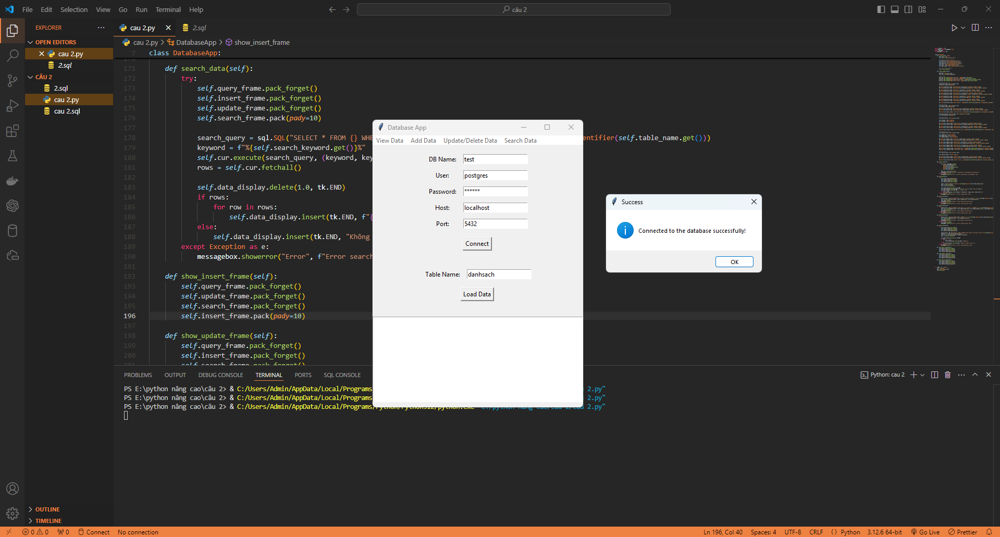 File Edit Selection View Go Run Terminal Help
câu 2
EXPLORER
OPEN EDITORS
cau 2.py
2.sql
CÂU 2
2.sql
cau 2.py
cau 2.sql
OUTLINE
TIMELINE
cau 2.py
2.sql
cau 2.py > DatabaseApp > show_insert_frame
7 class DatabaseApp:
171 def search_data(self):
172 try:
173 self.query_frame.pack_forget()
174 self.insert_frame.pack_forget()
175 self.update_frame.pack_forget()
176 self.search_frame.pack(pady=10)
177
178 search_query = sql.SQL("SELECT * FROM {} WHE entifier(self.table_name.get()))
179 keyword = f"%{self.search_keyword.get()}%"
180 self.cur.execute(search_query, (keyword, key
181 rows = self.cur.fetchall()
182
183 self.data_display.delete(1.0, tk.END)
184 if rows:
185 for row in rows:
186 self.data_display.insert(tk.END, f"{
187 else:
188 self.data_display.insert(tk.END, "Không
189 except Exception as e:
190 messagebox.showerror("Error", f"Error search
191
192 def show_insert_frame(self):
193 self.query_frame.pack_forget()
194 self.update_frame.pack_forget()
195 self.search_frame.pack_forget()
196 self.insert_frame.pack(pady=10)
197
198 def show_update_frame(self):
199 self.query_frame.pack_forget()
200 self.insert_frame.pack_forget()
Database App
View Data Add Data Update/Delete Data Search Data
DB Name: test
User: postgres
Password: ******
Host: localhost
Port: 5432
Connect
Table Name: danhsach
Load Data
Success
Connected to the database successfully!
OK
PROBLEMS OUTPUT DEBUG CONSOLE TERMINAL PORTS SQL CONSOLE
Python: cau 2
PS E:\python nâng cao\câu 2> & C:/Users/Admin/AppData/Local/Programs 2.py"
PS E:\python nâng cao\câu 2> & C:/Users/Admin/AppData/Local/Programs 2.py"
PS E:\python nâng cao\câu 2> & C:/Users/Admin/AppData/Local/Programs/Python/Python312/python.exe 2.py"
0 0 0 Connect No connection
Ln 196, Col 40 Spaces: 4 UTF-8 CRLF {} Python 3.12.6 64-bit Go Live Prettier